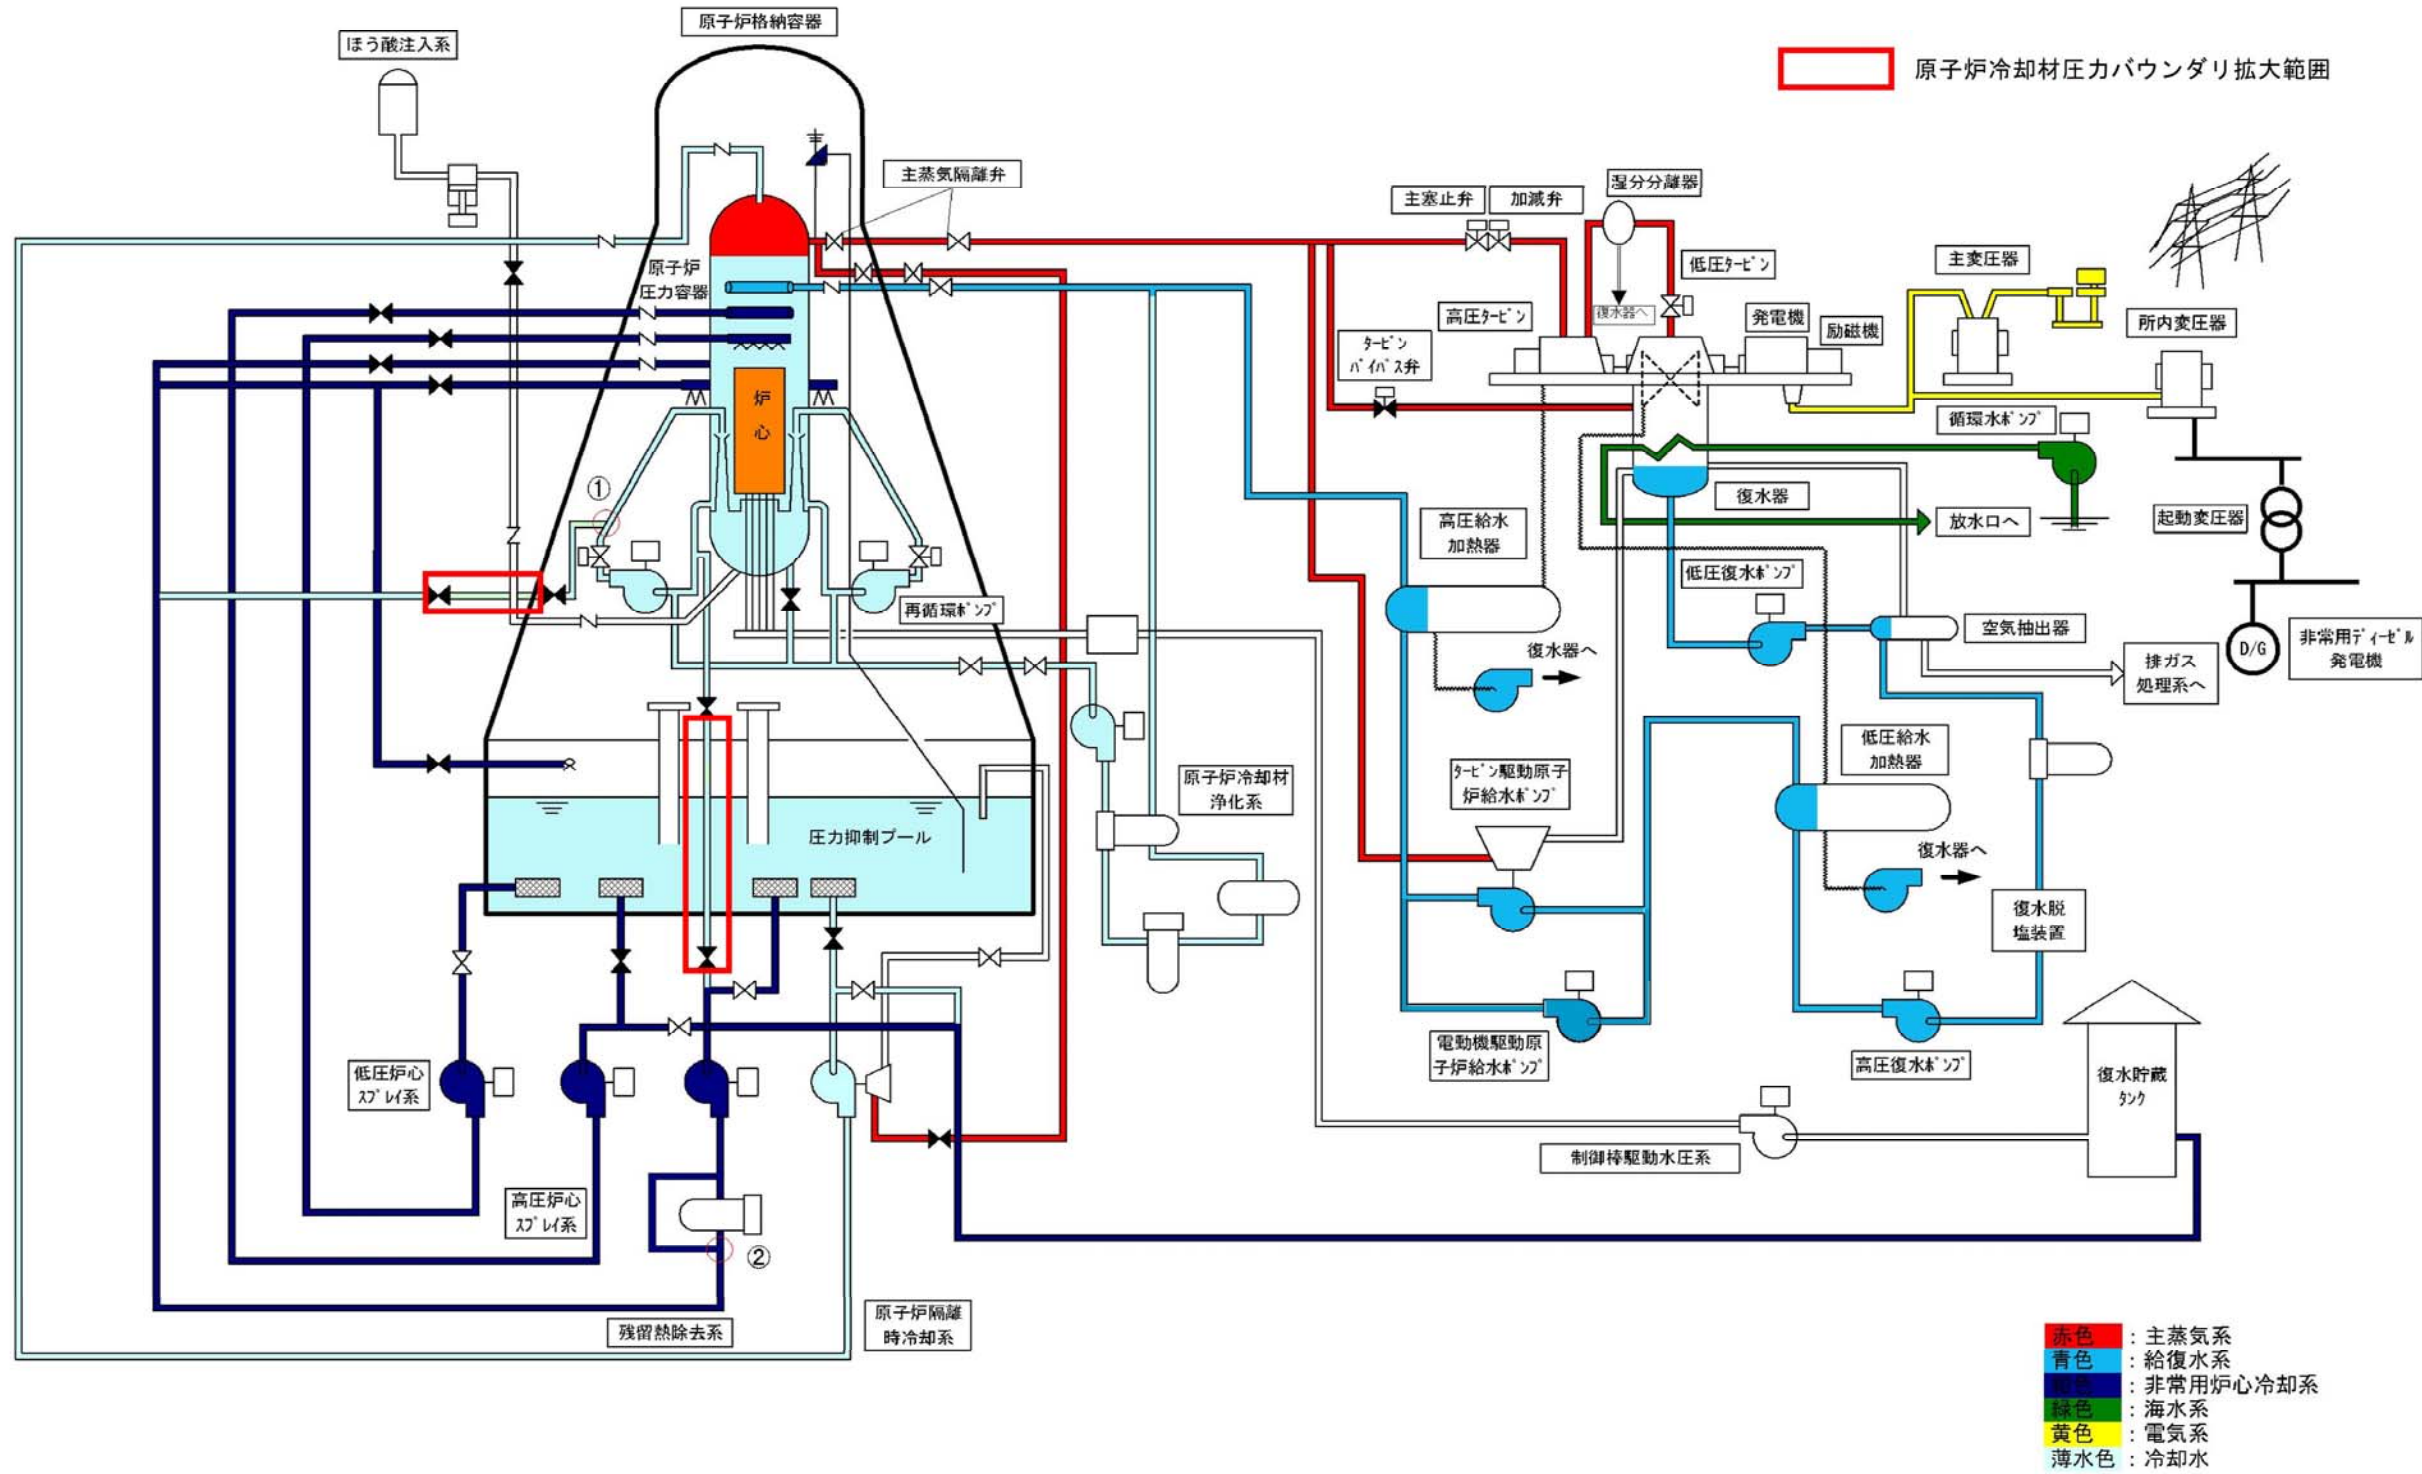 原子炉格納容器
ほう酸注入系
原子炉冷却材圧力バウンダリ拡大範囲
主蒸気隔離弁
主塞止弁
加減弁
湿分分離器
原子炉
圧力容器
低圧タービン
主変圧器
復水器へ
高圧タービン
発電機
励磁機
所内変圧器
タービン
バイパス弁
炉
心
循環水ポンプ
①
復水器
高圧給水
加熱器
放水口へ
起動変圧器
低圧復水ポンプ
再循環ポンプ
空気抽出器
D/G
非常用ディーゼル
発電機
復水器へ
排ガス
処理系へ
低圧給水
加熱器
原子炉冷却材
浄化系
タービン駆動原子
炉給水ポンプ
圧力抑制プール
復水器へ
復水脱
塩装置
低圧炉心
スプレイ系
電動機駆動原
子炉給水ポンプ
高圧復水ポンプ
復水貯蔵
タンク
制御棒駆動水圧系
高圧炉心
スプレイ系
②
残留熱除去系
原子炉隔離
時冷却系
赤色 : 主蒸気系
青色 : 給復水系
紺色 : 非常用炉心冷却系
緑色 : 海水系
黄色 : 電気系
薄水色 : 冷却水